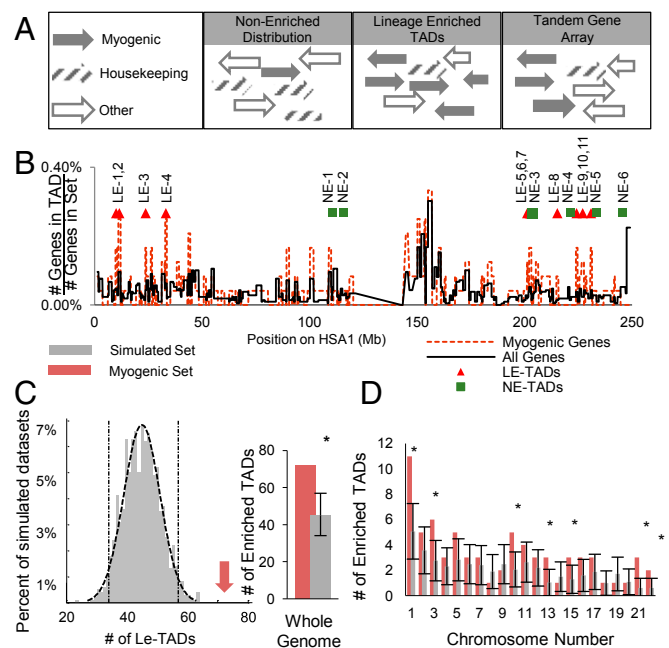 A
Myogenic
Housekeeping
Other
Non-Enriched
Distribution
Lineage Enriched
TADs
Tandem Gene
Array
B
# Genes in TAD
# Genes in Set
0.40%
0.00%
LE-1,2
LE-3
LE-4
NE-1
NE-2
LE-5,6,7
NE-3
LE-8
NE-4
LE-9,10,11
NE-5
NE-6
0
50
100
150
200
250
Position on HSA1 (Mb)
Simulated Set
Myogenic Set
Myogenic Genes
All Genes
LE-TADs
NE-TADs
C
Percent of simulated datasets
7%
5%
3%
1%
20
40
60
80
# of Le-TADs
# of Enriched TADs
80
60
40
20
0
*
Whole
Genome
D
# of Enriched TADs
12
10
8
6
4
2
0
* * * * * * *
1 3 5 7 9 11 13 15 17 19 21
Chromosome Number